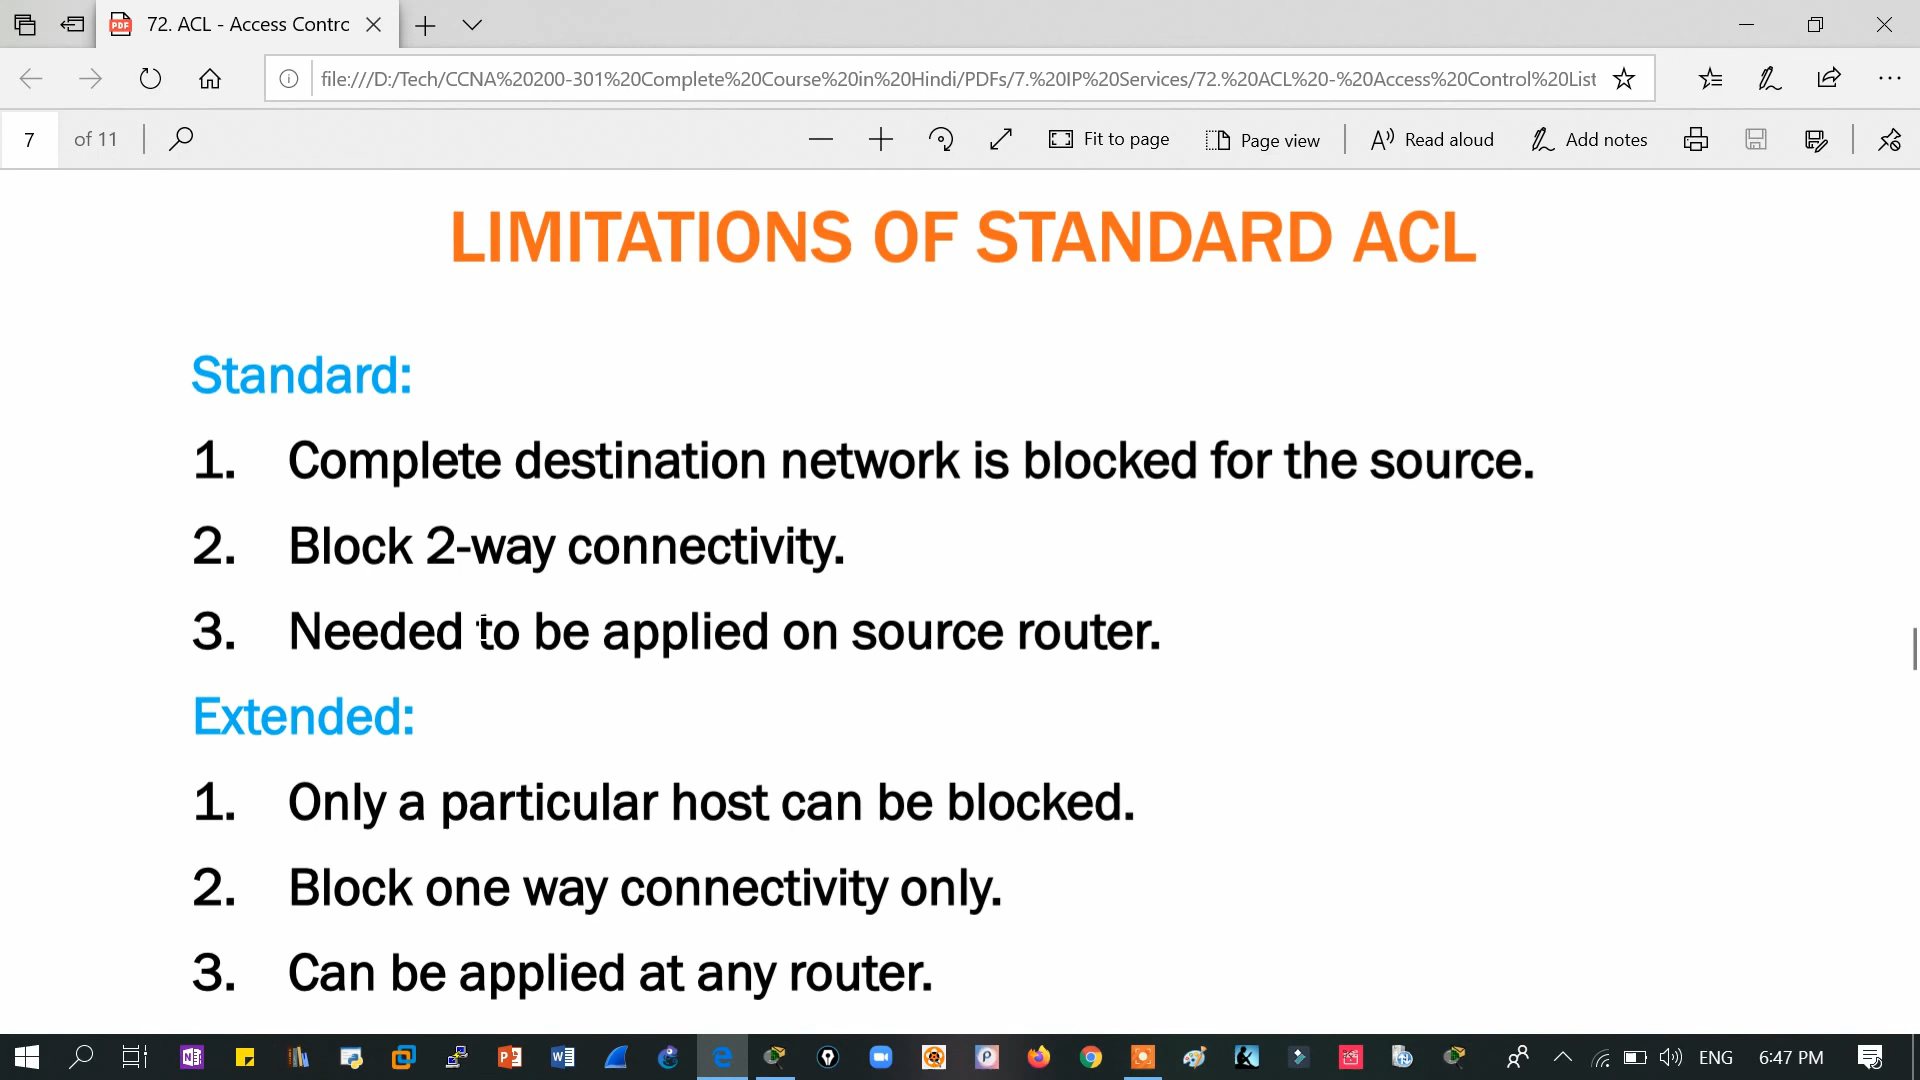 72. ACL - Access Contrc
file:///D:/Tech/CCNA%20200-301%20Complete%20Course%20in%20Hindi/PDFs/7.%20IP%20Services/72.%20ACL%20-%20Access%20Control%20List
7 of 11
Fit to page
Page view
Read aloud
Add notes
LIMITATIONS OF STANDARD ACL
Standard:
1. Complete destination network is blocked for the source.
2. Block 2-way connectivity.
3. Needed to be applied on source router.
Extended:
1. Only a particular host can be blocked.
2. Block one way connectivity only.
3. Can be applied at any router.
ENG
6:47 PM